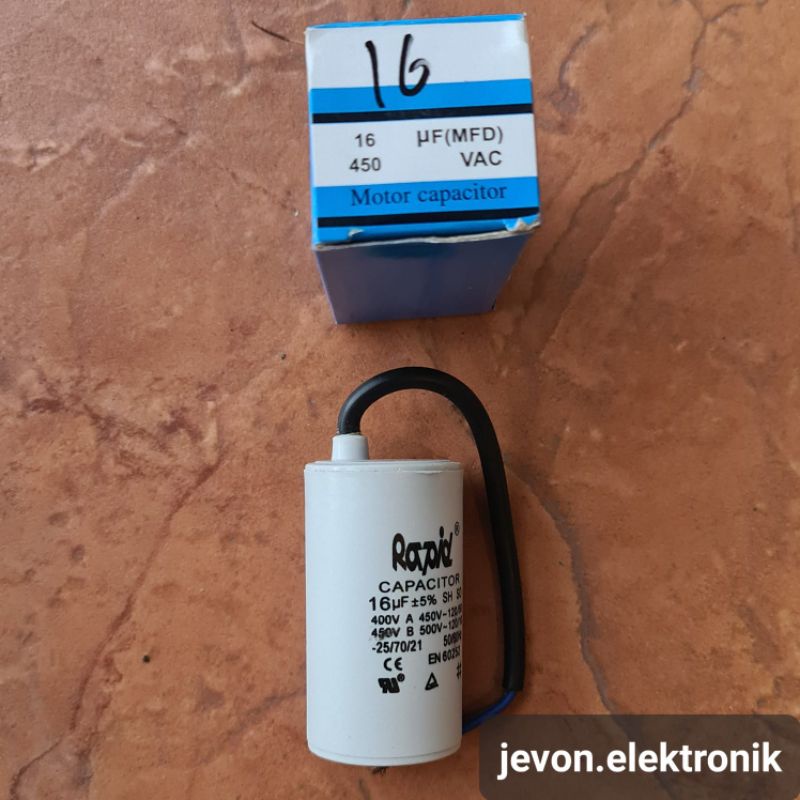 16
16 µF(MFD)
450 VAC
Motor capacitor
Rapid®
CAPACITOR
16µF±5% SH
400V A 450V~
450V B 500V~
-25/70/21
EN
CE
jevon.elektronik